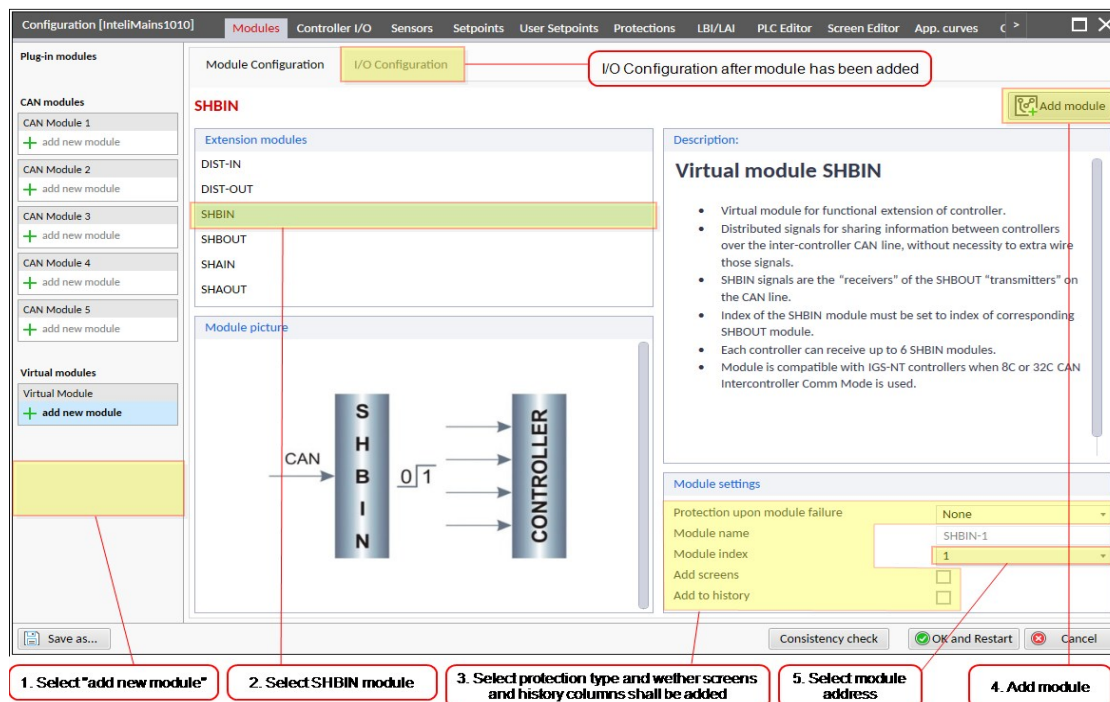 Configuration [InteliMains1010]
Modules Controller I/O Sensors Setpoints User Setpoints Protections LBI/LAI PLC Editor Screen Editor App. curves
Plug-in modules
CAN modules
CAN Module 1
add new module
CAN Module 2
add new module
CAN Module 3
add new module
CAN Module 4
add new module
CAN Module 5
add new module
Virtual modules
Virtual Module
add new module
Module Configuration I/O Configuration
I/O Configuration after module has been added
SHBIN
Add module
Extension modules
DIST-IN
DIST-OUT
SHBIN
SHBOUT
SHAIN
SHAOUT
Module picture
CAN
SHBIN
0 1
CONTROLLER
Description:
Virtual module SHBIN
• Virtual module for functional extension of controller.
• Distributed signals for sharing information between controllers
over the inter-controller CAN line, without necessity to extra wire
those signals.
• SHBIN signals are the "receivers" of the SHBOUT "transmitters" on
the CAN line.
• Index of the SHBIN module must be set to index of corresponding
SHBOUT module.
• Each controller can receive up to 6 SHBIN modules.
• Module is compatible with IGS-NT controllers when 8C or 32C CAN
Intercontroller Comm Mode is used.
Module settings
Protection upon module failure None
Module name SHBIN-1
Module index 1
Add screens
Add to history
Save as...
Consistency check
OK and Restart
Cancel
1. Select "add new module"
2. Select SHBIN module
3. Select protection type and wether screens
and history columns shall be added
5. Select module
address
4. Add module